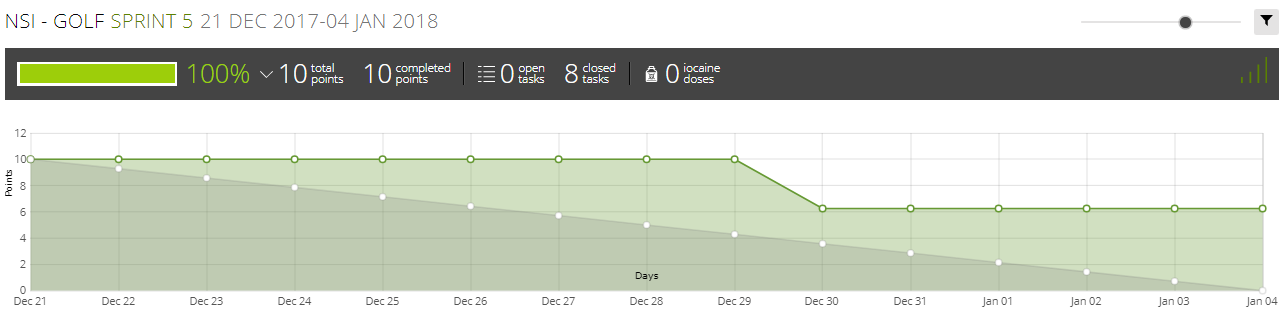 NSI - GOLF SPRINT 5 21 DEC 2017-04 JAN 2018
100% 10 total points 10 completed points 0 open tasks 8 closed tasks 0 iocaine doses
12
10
8
6
4
2
0
Points
Days
Dec 21 Dec 22 Dec 23 Dec 24 Dec 25 Dec 26 Dec 27 Dec 28 Dec 29 Dec 30 Dec 31 Jan 01 Jan 02 Jan 03 Jan 04